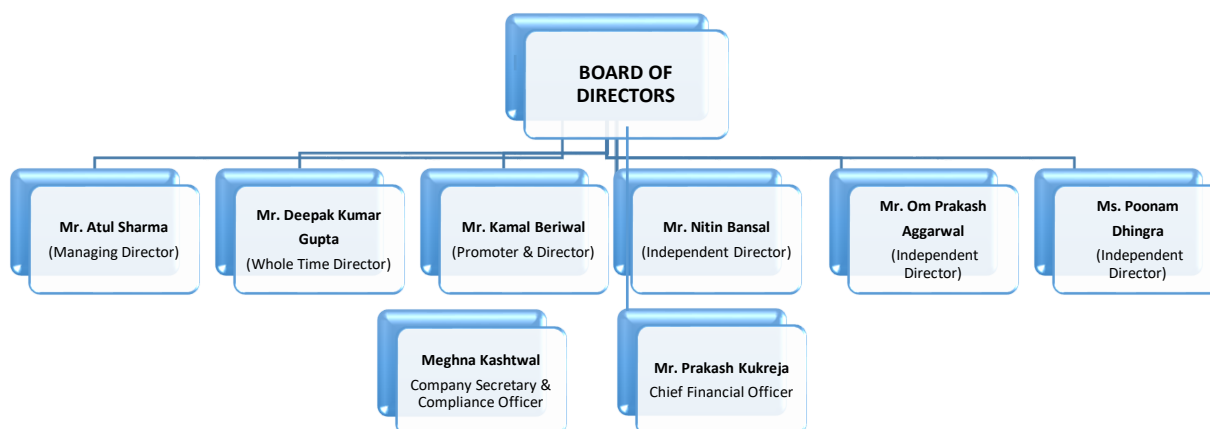 BOARD OF
DIRECTORS
Mr. Atul Sharma
(Managing Director)
Mr. Deepak Kumar
Gupta
(Whole Time Director)
Mr. Kamal Beriwal
(Promoter & Director)
Mr. Nitin Bansal
(Independent Director)
Mr. Om Prakash
Aggarwal
(Independent
Director)
Ms. Poonam
Dhingra
(Independent
Director)
Meghna Kashtwal
Company Secretary &
Compliance Officer
Mr. Prakash Kukreja
Chief Financial Officer